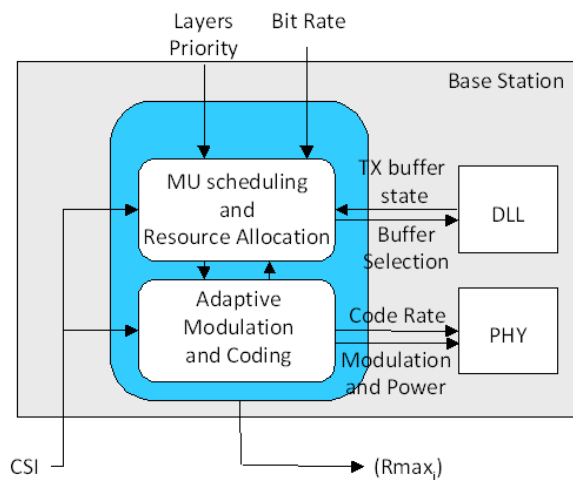 Layers
Priority
Bit Rate
Base Station
MU scheduling
and
Resource Allocation
TX buffer
state
DLL
Buffer
Selection
Adaptive
Modulation
and Coding
Code Rate
PHY
Modulation
and Power
CSI
(Rmaxᵢ)